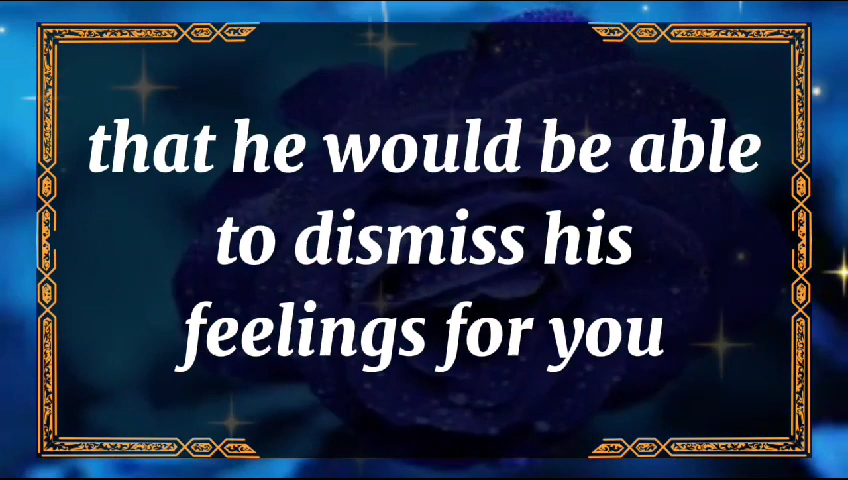 that he would be able
to dismiss his
feelings for you